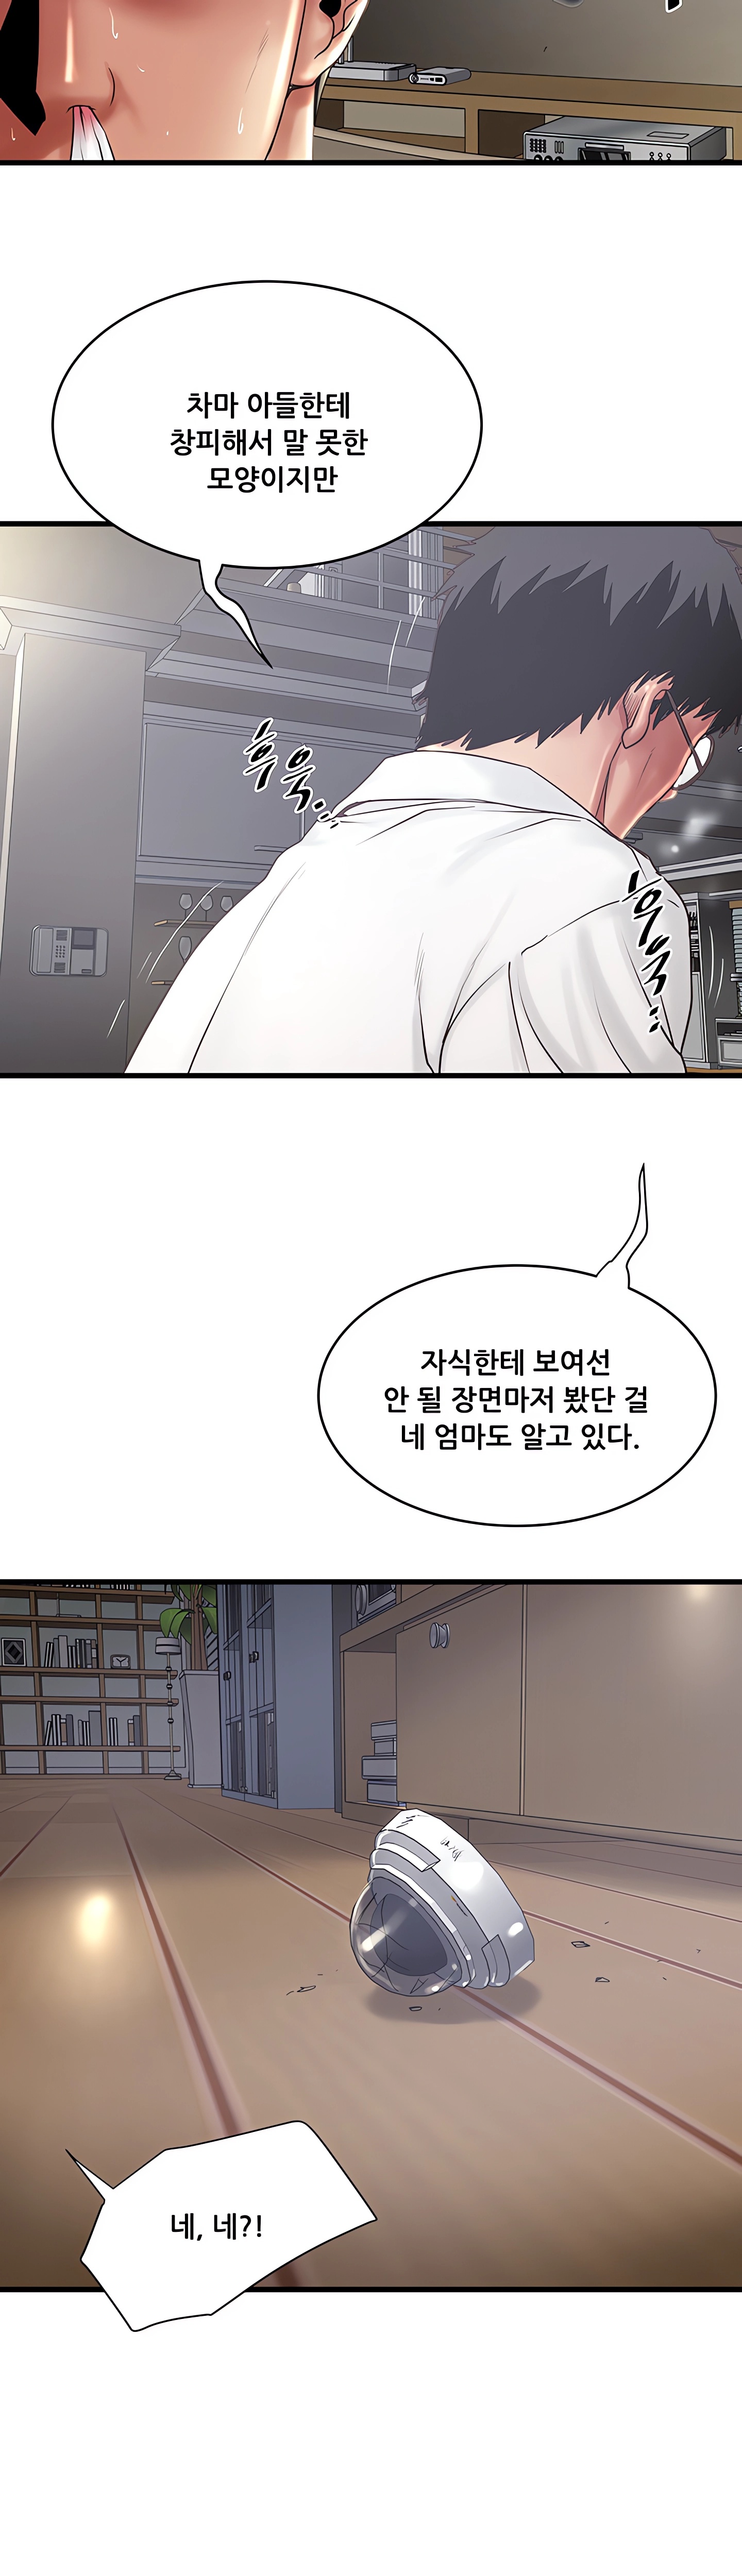 차마 아들한테
창피해서 말 못한
모양이지만
후욱..
후욱..
자식한테 보여선
안 될 장면마저 봤단 걸
네 엄마도 알고 있다.
네, 네?!